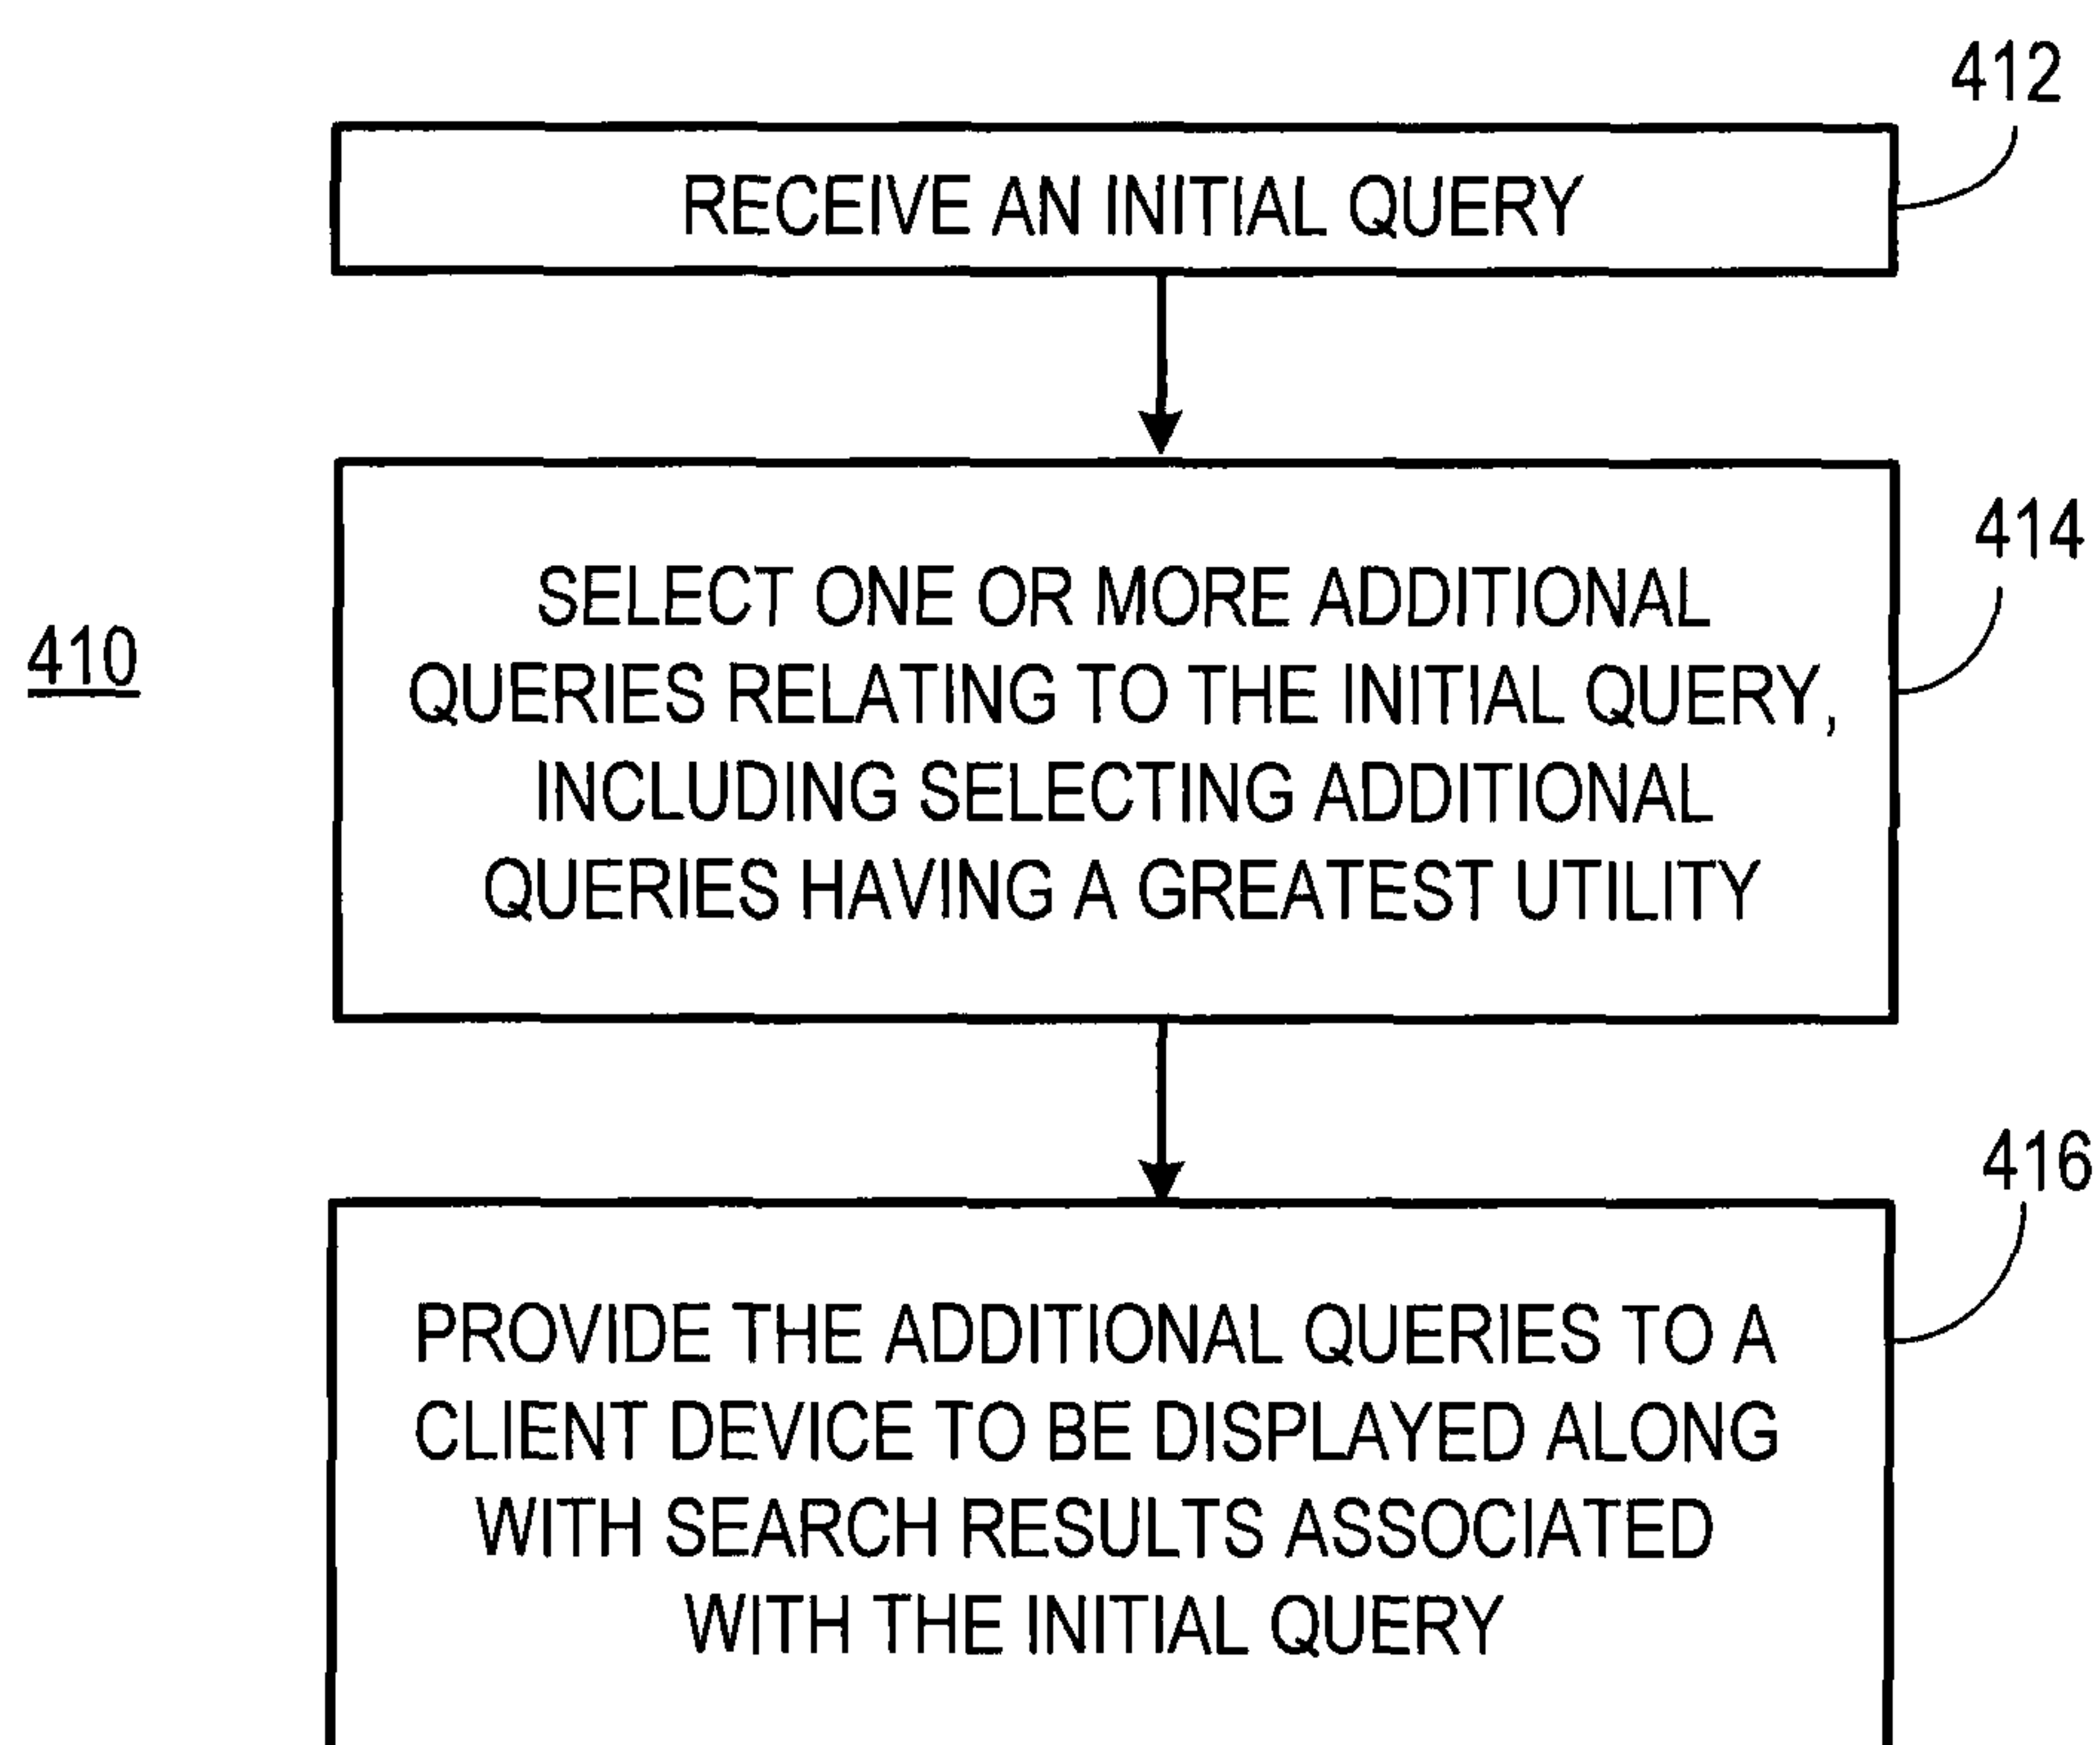 412
RECEIVE AN INITIAL QUERY
414
SELECT ONE OR MORE ADDITIONAL
QUERIES RELATING TO THE INITIAL QUERY,
INCLUDING SELECTING ADDITIONAL
QUERIES HAVING A GREATEST UTILITY
410
416
PROVIDE THE ADDITIONAL QUERIES TO A
CLIENT DEVICE TO BE DISPLAYED ALONG
WITH SEARCH RESULTS ASSOCIATED
WITH THE INITIAL QUERY